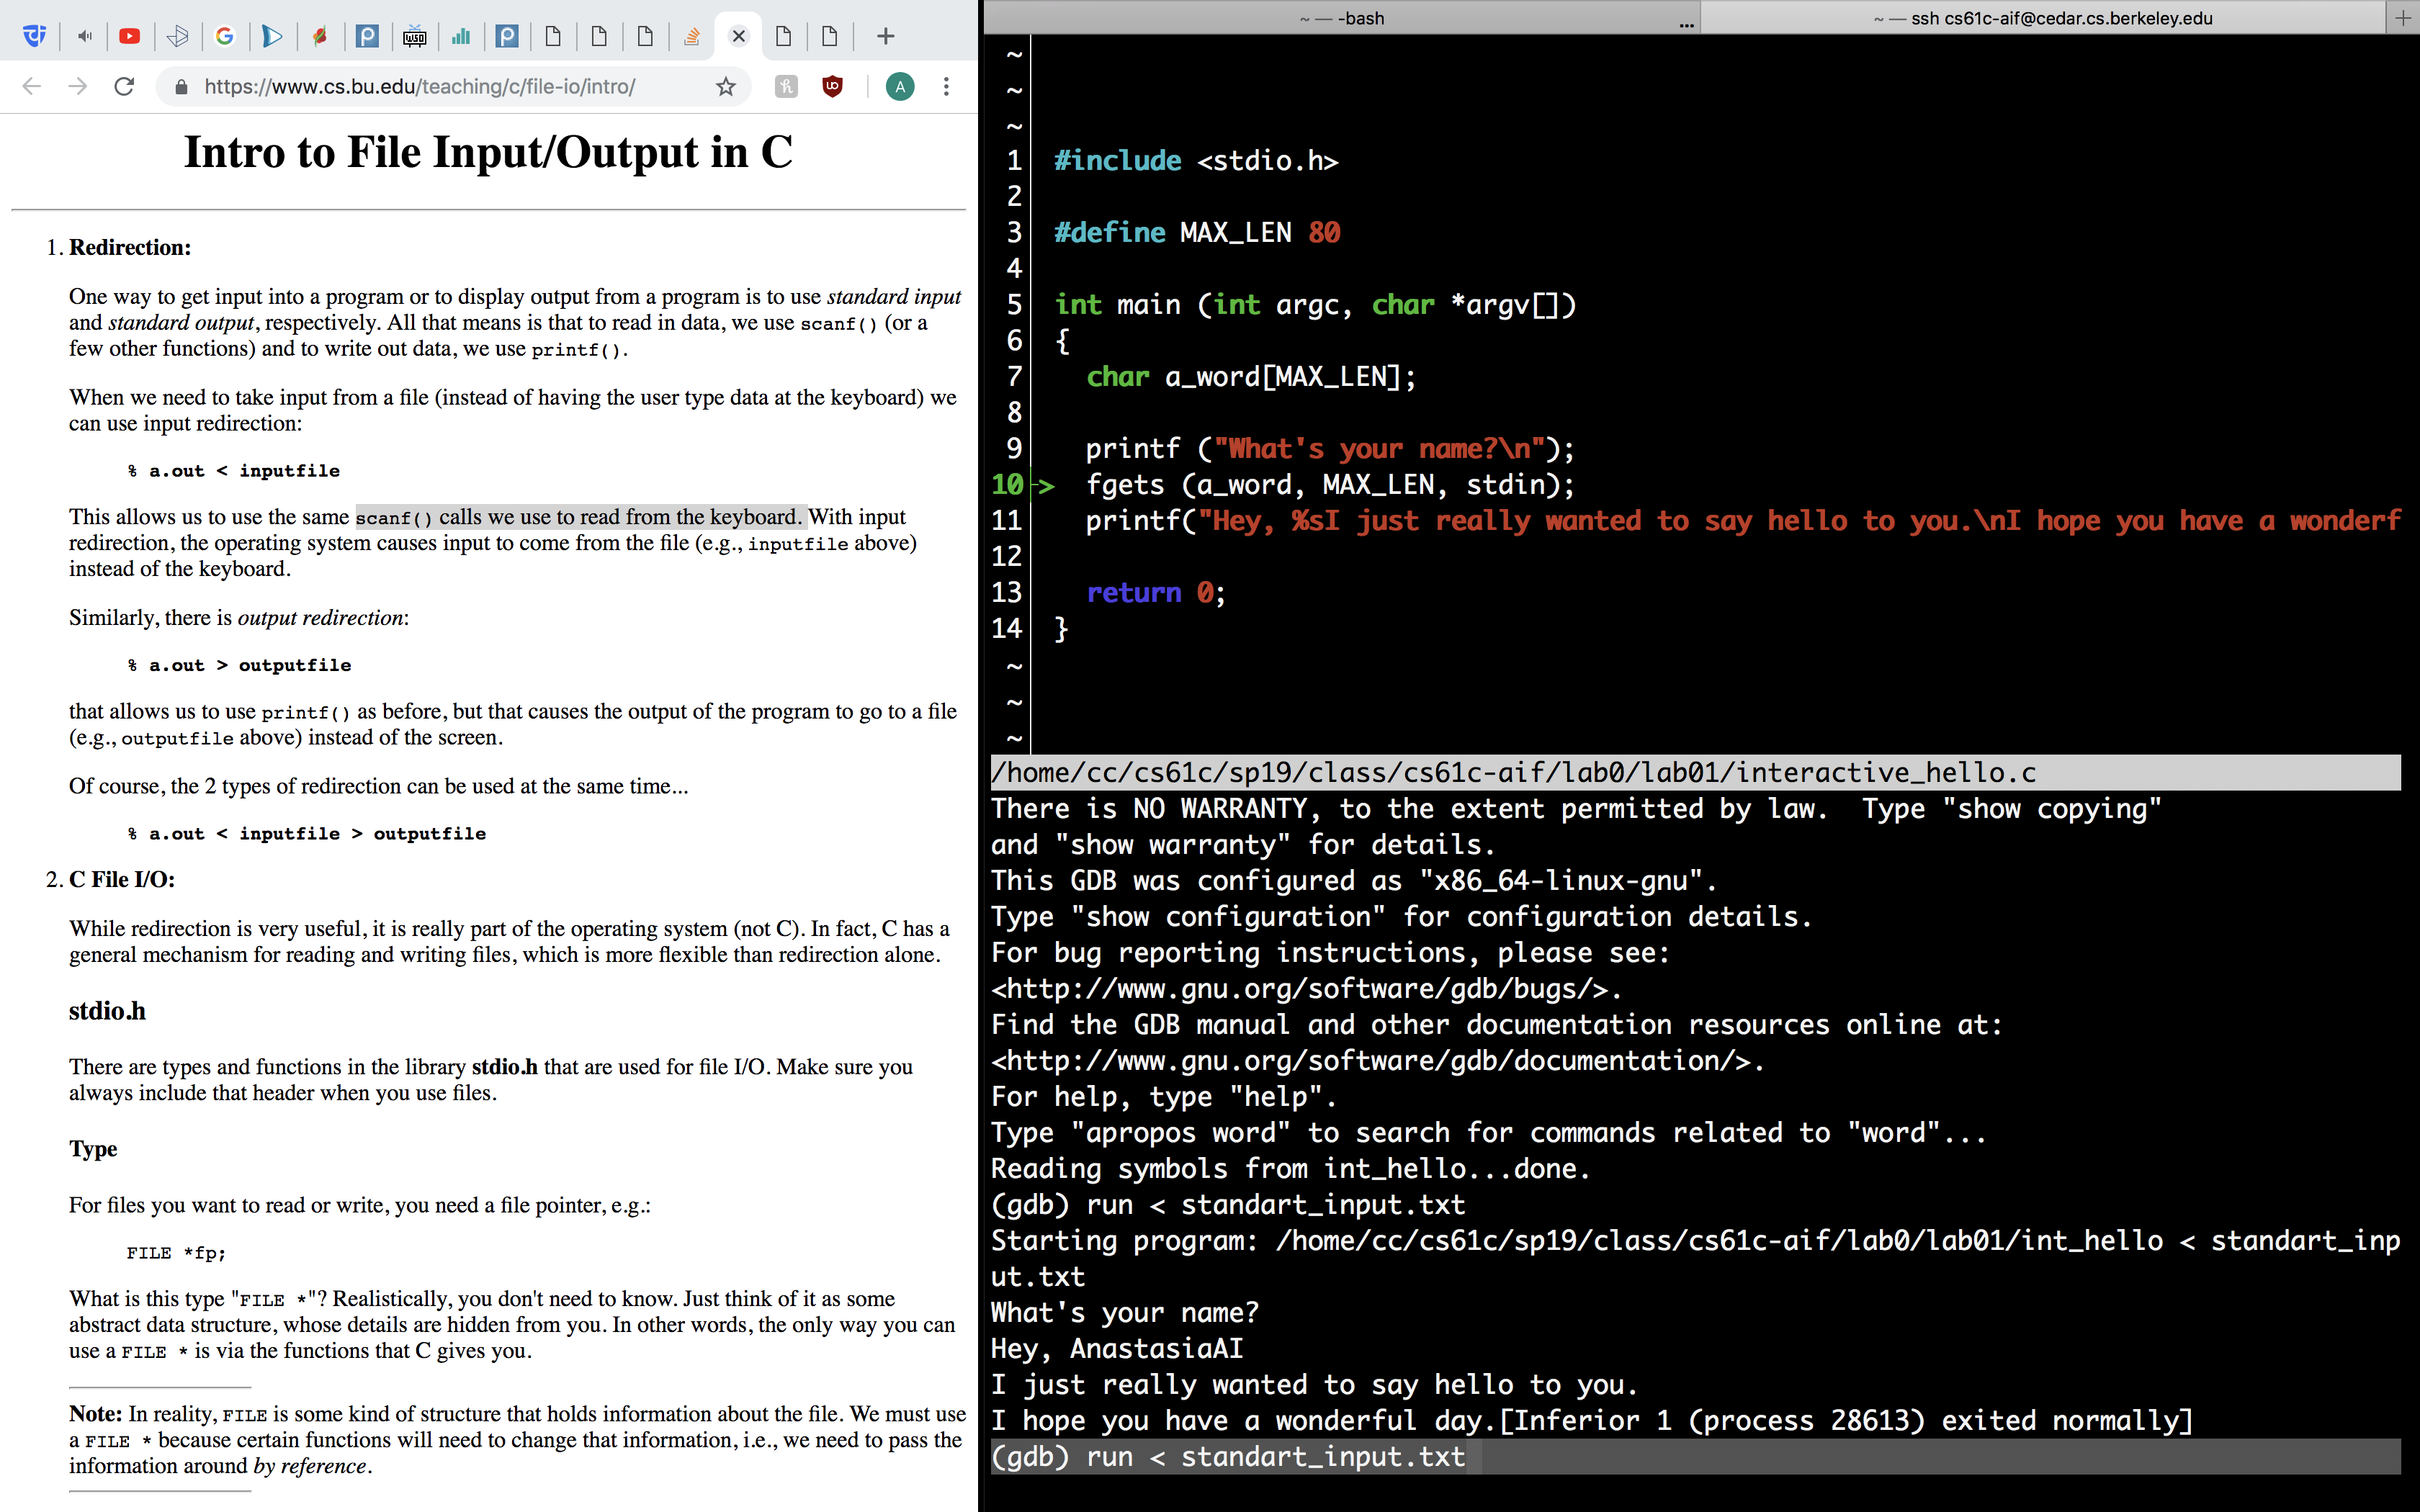 https://www.cs.bu.edu/teaching/c/file-io/intro/
A
Intro to File Input/Output in C
1. Redirection:
One way to get input into a program or to display output from a program is to use standard input
and standard output, respectively. All that means is that to read in data, we use scanf() (or a
few other functions) and to write out data, we use printf().
When we need to take input from a file (instead of having the user type data at the keyboard) we
can use input redirection:
% a.out < inputfile
This allows us to use the same scanf() calls we use to read from the keyboard. With input
redirection, the operating system causes input to come from the file (e.g., inputfile above)
instead of the keyboard.
Similarly, there is output redirection:
% a.out > outputfile
that allows us to use printf() as before, but that causes the output of the program to go to a file
(e.g., outputfile above) instead of the screen.
Of course, the 2 types of redirection can be used at the same time...
% a.out < inputfile > outputfile
2. C File I/O:
While redirection is very useful, it is really part of the operating system (not C). In fact, C has a
general mechanism for reading and writing files, which is more flexible than redirection alone.
stdio.h
There are types and functions in the library stdio.h that are used for file I/O. Make sure you
always include that header when you use files.
Type
For files you want to read or write, you need a file pointer, e.g.:
FILE *fp;
What is this type "FILE *"? Realistically, you don't need to know. Just think of it as some
abstract data structure, whose details are hidden from you. In other words, the only way you can
use a FILE * is via the functions that C gives you.
Note: In reality, FILE is some kind of structure that holds information about the file. We must use
a FILE * because certain functions will need to change that information, i.e., we need to pass the
information around by reference.
~ — -bash
...
~ — ssh cs61c-aif@cedar.cs.berkeley.edu
~
~
~
1 #include <stdio.h>
2
3 #define MAX_LEN 80
4
5 int main (int argc, char *argv[])
6 {
7 char a_word[MAX_LEN];
8
9 printf ("What's your name?\n");
10 -> fgets (a_word, MAX_LEN, stdin);
11 printf("Hey, %sI just really wanted to say hello to you.\nI hope you have a wonderf
12
13 return 0;
14 }
~
~
~
/home/cc/cs61c/sp19/class/cs61c-aif/lab0/lab01/interactive_hello.c
There is NO WARRANTY, to the extent permitted by law.  Type "show copying"
and "show warranty" for details.
This GDB was configured as "x86_64-linux-gnu".
Type "show configuration" for configuration details.
For bug reporting instructions, please see:
<http://www.gnu.org/software/gdb/bugs/>.
Find the GDB manual and other documentation resources online at:
<http://www.gnu.org/software/gdb/documentation/>.
For help, type "help".
Type "apropos word" to search for commands related to "word"...
Reading symbols from int_hello...done.
(gdb) run < standart_input.txt
Starting program: /home/cc/cs61c/sp19/class/cs61c-aif/lab0/lab01/int_hello < standart_inp
ut.txt
What's your name?
Hey, AnastasiaAI
I just really wanted to say hello to you.
I hope you have a wonderful day.[Inferior 1 (process 28613) exited normally]
(gdb) run < standart_input.txt